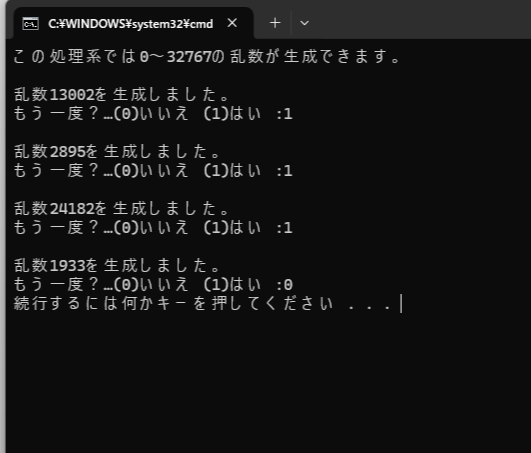 C:¥WINDOWS¥system32¥cmd
この処理系では0～32767の乱数が生成できます。
乱数13002を生成しました。
もう一度？…(0)いいえ (1)はい :1
乱数2895を生成しました。
もう一度？…(0)いいえ (1)はい :1
乱数24182を生成しました。
もう一度？…(0)いいえ (1)はい :1
乱数1933を生成しました。
もう一度？…(0)いいえ (1)はい :0
続行するには何かキーを押してください . . .